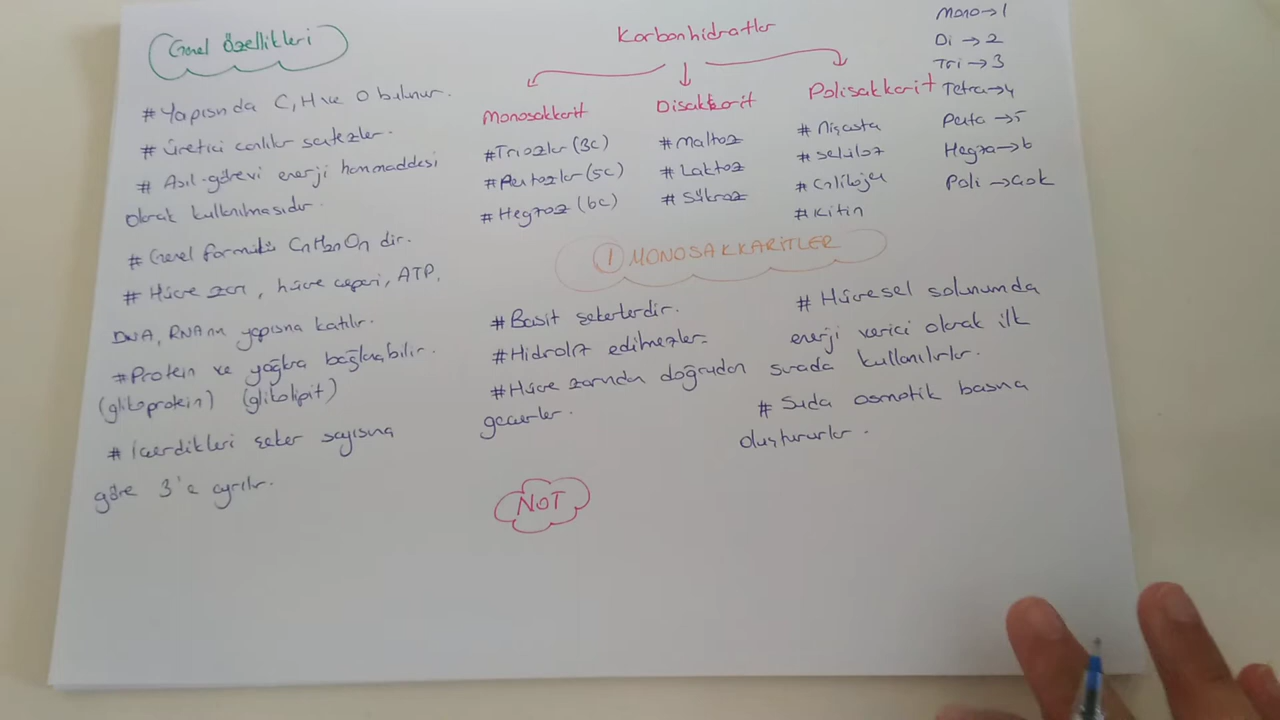 Genel özellikleri
# Yapısında C, H ve O bulunur.
# Üretici canlılar sentezler.
# Asıl görevi enerji hammaddesi
olarak kullanılmasıdır.
# Genel formülü CnH2nOn dir.
# Hücre zarı, hücre çeperi, ATP,
DNA, RNA nın yapısına katılır.
# Protein ve yağlara bağlanabilir.
(glikoprotein) (glikolipit)
# İçerdikleri şeker sayısına
göre 3'e ayrılır.
Karbonhidratlar
Monosakkarit
# Triozlar (3C)
# Pentozlar (5C)
# Hegzoz (6C)
Disakkarit
# Maltoz
# Laktoz
# Sükroz
Polisakkarit
# Nişasta
# Selüloz
# Glikojen
# Kitin
Mono→1
Di→2
Tri→3
Tetra→4
Penta→5
Hegza→6
Poli→Çok
1 MONOSAKKARİTLER
# Basit şekerlerdir.
# Hidroliz edilmezler.
# Hücre zarından doğrudan
geçerler.
# Hücresel solunumda
enerji verici olarak ilk
sırada kullanılırlar.
# Suda osmotik basınç
oluştururlar.
NOT